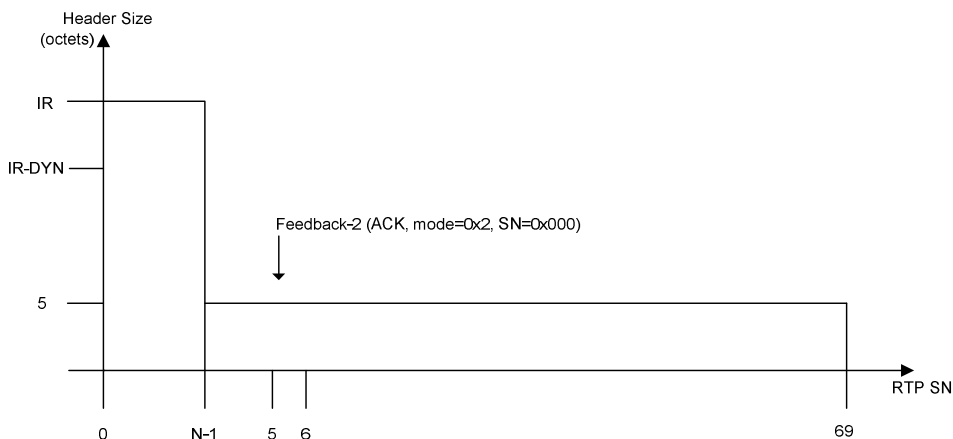 Header Size
(octets)
IR
IR-DYN
Feedback-2 (ACK, mode=0x2, SN=0x000)
5
RTP SN
0
N-1
5
6
69